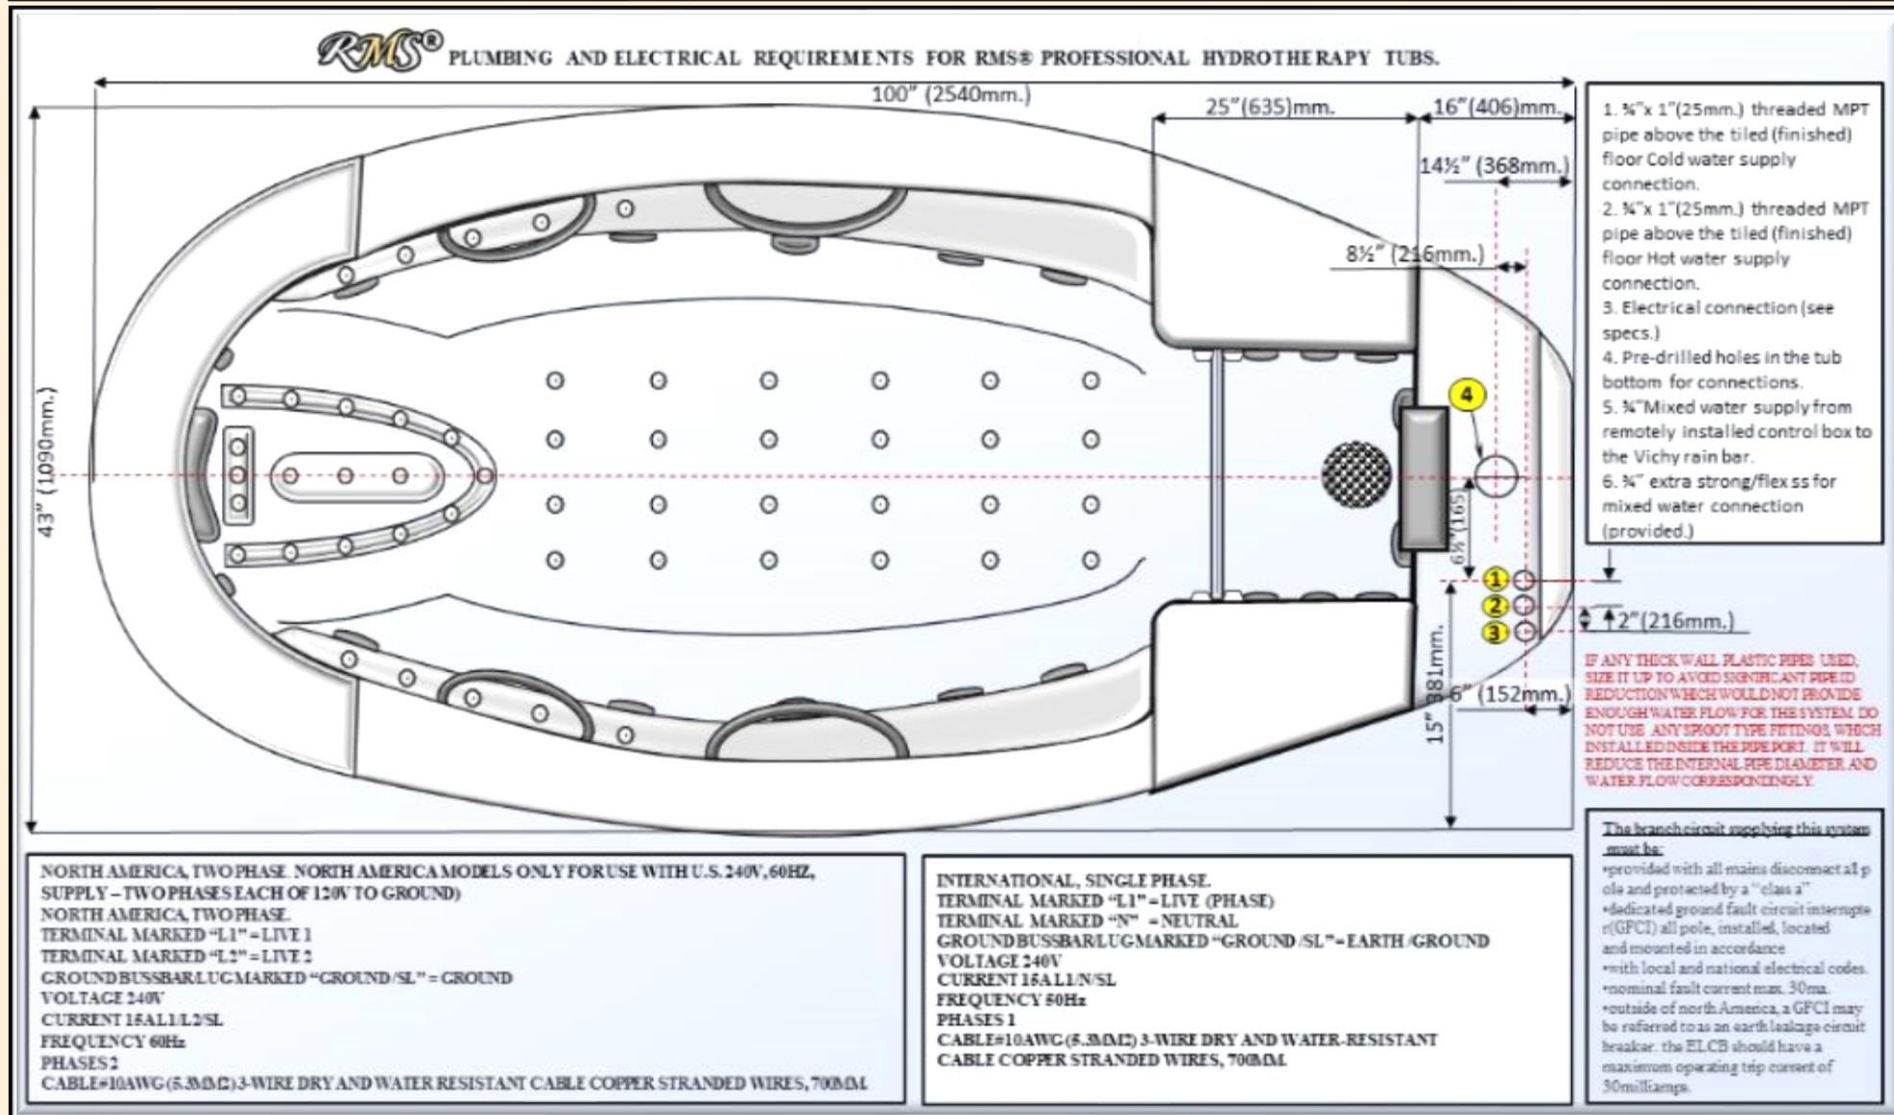 RMS® PLUMBING AND ELECTRICAL REQUIREMENTS FOR RMS® PROFESSIONAL HYDROTHERAPY TUBS.
100” (2540mm.)
25”(635)mm.
16”(406)mm.
14½” (368mm.)
8½” (216mm.)
43” (1090mm.)
4
6½”(165
1
2
3
2”(216mm.)
15” 381mm.
6” (152mm.)
1. ¾”x 1”(25mm.) threaded MPT
pipe above the tiled (finished)
floor Cold water supply
connection.
2. ¾”x 1”(25mm.) threaded MPT
pipe above the tiled (finished)
floor Hot water supply
connection.
3. Electrical connection (see
specs.)
4. Pre-drilled holes in the tub
bottom for connections.
5. ¾”Mixed water supply from
remotely installed control box to
the Vichy rain bar.
6. ¾” extra strong/flex ss for
mixed water connection
(provided.)
IF ANY THICK WALL PLASTIC PIPES USED,
SIZE IT UP TO AVOID SIGNIFICANT PIPE ID
REDUCTION WHICH WOULD NOT PROVIDE
ENOUGH WATER FLOW FOR THE SYSTEM. DO
NOT USE ANY SPIGOT TYPE FITTINGS, WHICH
INSTALLED INSIDE THE PIPE PORT. IT WILL
REDUCE THE INTERNAL PIPE DIAMETER AND
WATER FLOW CORRESPONDINGLY.
The branch circuit supplying this system
must be:
•provided with all mains disconnect all p
ole and protected by a “class a”
•dedicated ground fault circuit interrupte
r(GFCI) all pole, installed, located
and mounted in accordance
•with local and national electrical codes.
•nominal fault current max. 30ma.
•outside of north America, a GFCI may
be referred to as an earth leakage circuit
breaker. the ELCB should have a
maximum operating trip current of
30milliamps.
NORTH AMERICA, TWO PHASE. NORTH AMERICA MODELS ONLY FOR USE WITH U.S. 240V, 60HZ,
SUPPLY – TWO PHASES EACH OF 120V TO GROUND)
NORTH AMERICA, TWO PHASE.
TERMINAL MARKED “L1” = LIVE 1
TERMINAL MARKED “L2” = LIVE 2
GROUND BUSSBAR/LUG MARKED “GROUND/SL” = GROUND
VOLTAGE 240V
CURRENT 15A L1/L2/SL
FREQUENCY 60Hz
PHASES 2
CABLE#10AWG (5.3MM2) 3-WIRE DRY AND WATER RESISTANT CABLE COPPER STRANDED WIRES, 700MM.
INTERNATIONAL, SINGLE PHASE.
TERMINAL MARKED “L1” = LIVE (PHASE)
TERMINAL MARKED “N” = NEUTRAL
GROUND BUSSBAR/LUG MARKED “GROUND /SL” = EARTH /GROUND
VOLTAGE 240V
CURRENT 15A L1/N/SL
FREQUENCY 50Hz
PHASES 1
CABLE#10AWG (5.3MM2) 3-WIRE DRY AND WATER-RESISTANT
CABLE COPPER STRANDED WIRES, 700MM.